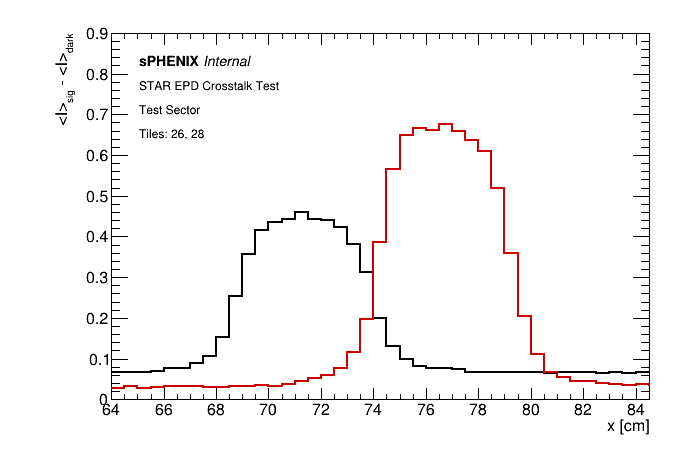 0.9
0.8
0.7
0.6
0.5
0.4
0.3
0.2
0.1
0
<I>sig - <I>dark
sPHENIX Internal
STAR EPD Crosstalk Test
Test Sector
Tiles: 26, 28
64 66 68 70 72 74 76 78 80 82 84
x [cm]